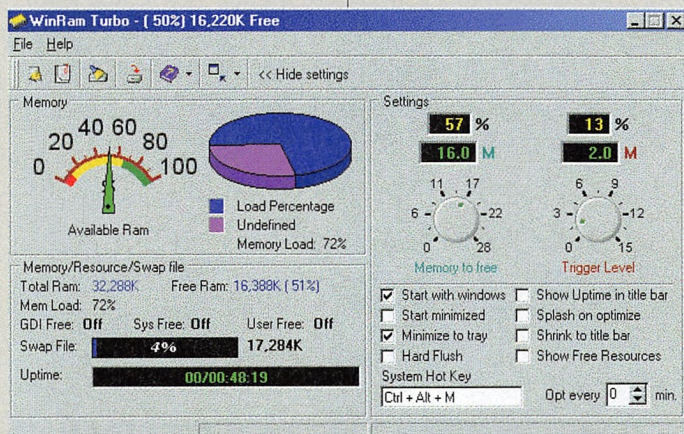 WinRam Turbo - ( 50%) 16,220K Free
File Help
<< Hide settings
Memory
0 20 40 60 80 100
Available Ram
Load Percentage
Undefined
Memory Load: 72%
Memory/Resource/Swap file
Total Ram: 32,288K Free Ram: 16,388K ( 51%)
Mem Load: 72%
GDI Free: Off Sys Free: Off User Free: Off
Swap File: 4% 17,284K
Uptime: 00/00:48:19
Settings
57 % 13 %
16.0 M 2.0 M
0 6 11 17 22 28
0 3 6 9 12 15
Memory to free Trigger Level
Start with windows Show Uptime in title bar
Start minimized Splash on optimize
Minimize to tray Shrink to title bar
Hard Flush Show Free Resources
System Hot Key
Ctrl + Alt + M Opt every 0 min.